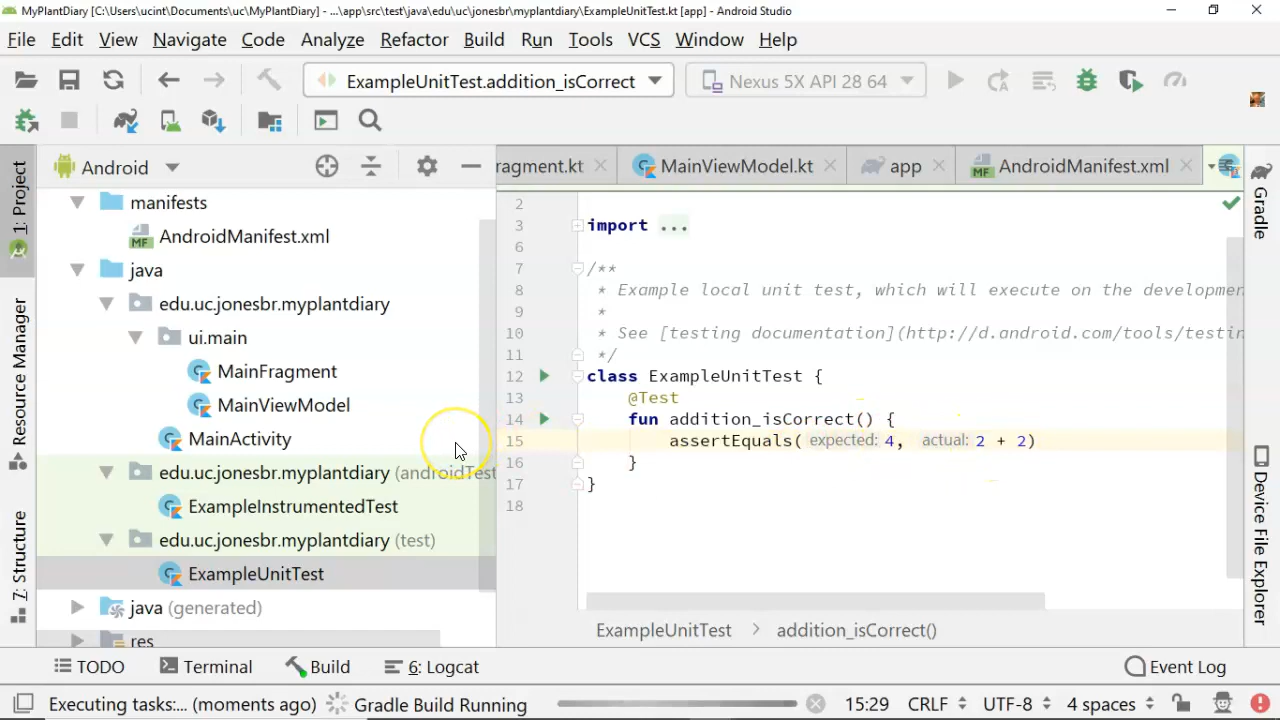 MyPlantDiary [C:\Users\ucint\Documents\uc\MyPlantDiary] - ...\app\src\test\java\edu\uc\jonesbr\myplantdiary\ExampleUnitTest.kt [app] - Android Studio
File Edit View Navigate Code Analyze Refactor Build Run Tools VCS Window Help
ExampleUnitTest.addition_isCorrect Nexus 5X API 28 64
Android
ragment.kt MainViewModel.kt app MF AndroidManifest.xml
1: Project
Resource Manager
7: Structure
manifests
MF AndroidManifest.xml
java
edu.uc.jonesbr.myplantdiary
ui.main
MainFragment
MainViewModel
MainActivity
edu.uc.jonesbr.myplantdiary (androidTest
ExampleInstrumentedTest
edu.uc.jonesbr.myplantdiary (test)
ExampleUnitTest
java (generated)
res
2
3 import ...
6
7 /**
8 * Example local unit test, which will execute on the developmen
9 *
10 * See [testing documentation](http://d.android.com/tools/testin
11 */
12 class ExampleUnitTest {
13 @Test
14 fun addition_isCorrect() {
15 assertEquals( expected: 4, actual: 2 + 2)
16 }
17 }
18
ExampleUnitTest > addition_isCorrect()
Gradle
Device File Explorer
TODO Terminal Build 6: Logcat Event Log
Executing tasks:... (moments ago) Gradle Build Running 15:29 CRLF UTF-8 4 spaces